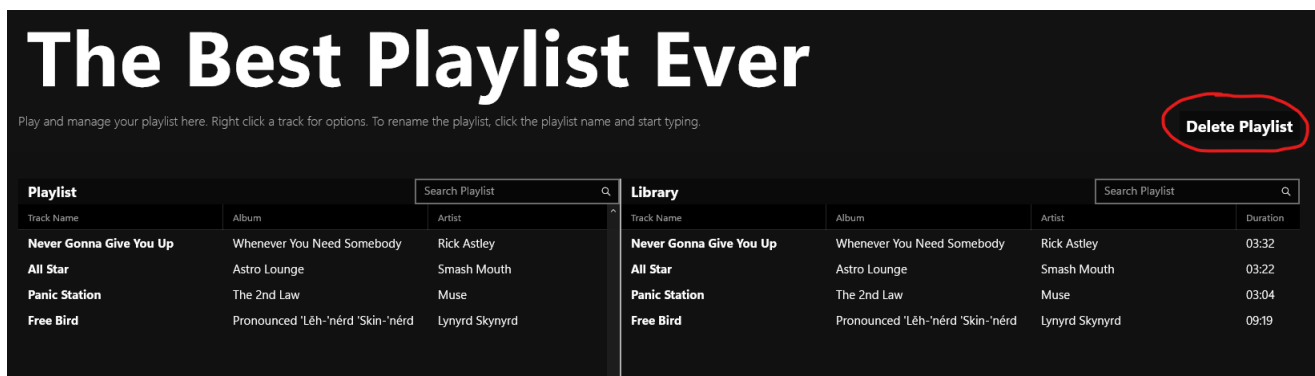 The Best Playlist Ever
Play and manage your playlist here. Right click a track for options. To rename the playlist, click the playlist name and start typing.
Delete Playlist
Playlist Search Playlist
Track Name Album Artist
Never Gonna Give You Up Whenever You Need Somebody Rick Astley
All Star Astro Lounge Smash Mouth
Panic Station The 2nd Law Muse
Free Bird Pronounced 'Lĕh-'nérd 'Skin-'nérd Lynyrd Skynyrd
Library Search Playlist
Track Name Album Artist Duration
Never Gonna Give You Up Whenever You Need Somebody Rick Astley 03:32
All Star Astro Lounge Smash Mouth 03:22
Panic Station The 2nd Law Muse 03:04
Free Bird Pronounced 'Lĕh-'nérd 'Skin-'nérd Lynyrd Skynyrd 09:19